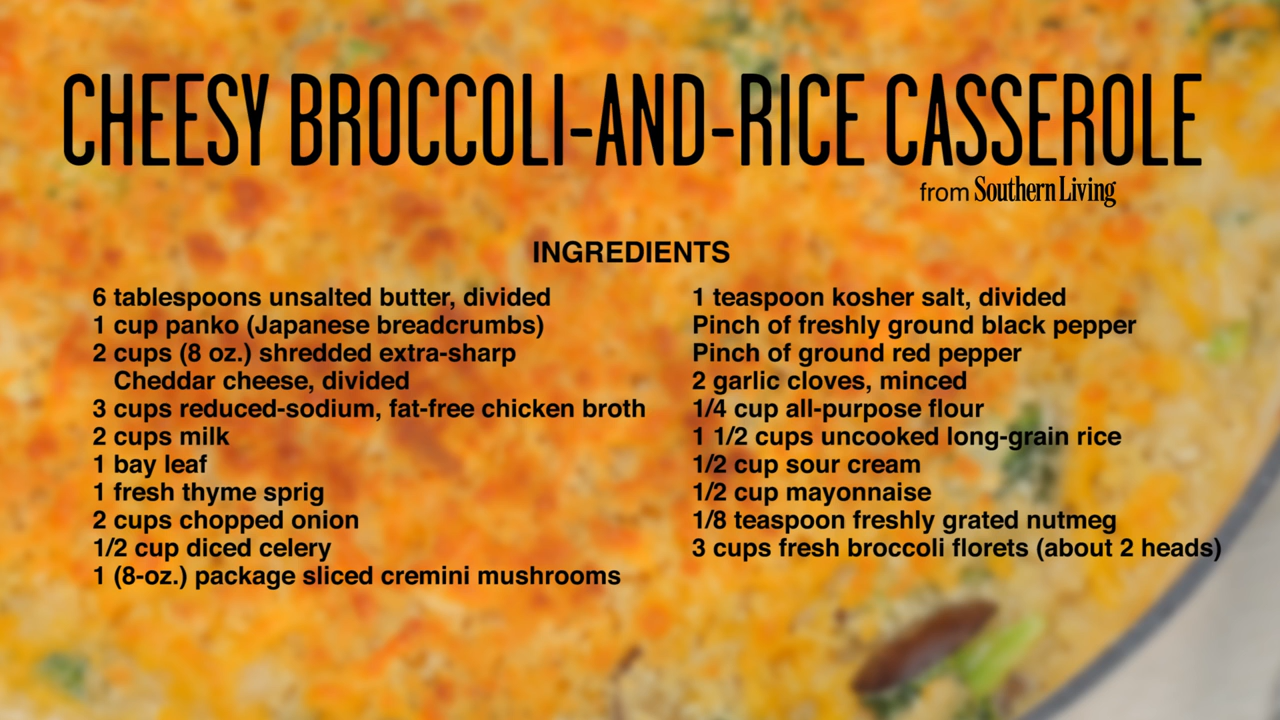 CHEESY BROCCOLI-AND-RICE CASSEROLE
from Southern Living
INGREDIENTS
6 tablespoons unsalted butter, divided
1 cup panko (Japanese breadcrumbs)
2 cups (8 oz.) shredded extra-sharp
Cheddar cheese, divided
3 cups reduced-sodium, fat-free chicken broth
2 cups milk
1 bay leaf
1 fresh thyme sprig
2 cups chopped onion
1/2 cup diced celery
1 (8-oz.) package sliced cremini mushrooms
1 teaspoon kosher salt, divided
Pinch of freshly ground black pepper
Pinch of ground red pepper
2 garlic cloves, minced
1/4 cup all-purpose flour
1 1/2 cups uncooked long-grain rice
1/2 cup sour cream
1/2 cup mayonnaise
1/8 teaspoon freshly grated nutmeg
3 cups fresh broccoli florets (about 2 heads)